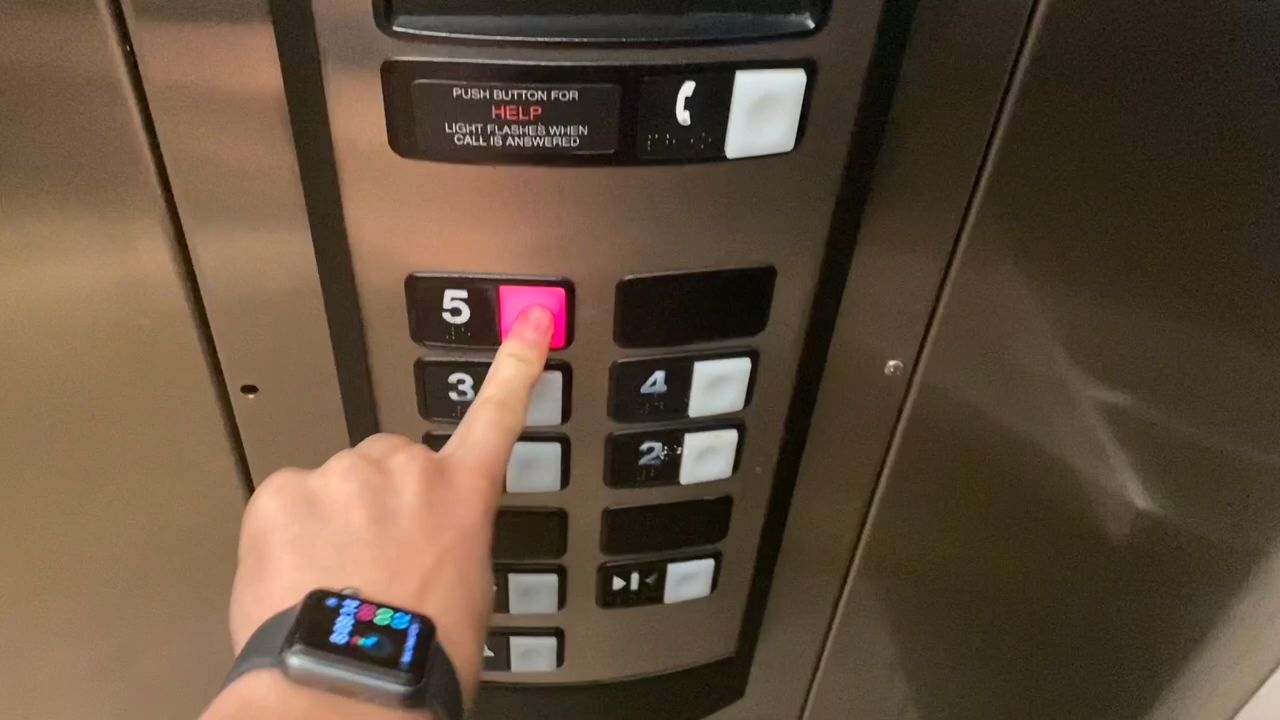 PUSH BUTTON FOR
HELP
LIGHT FLASHES WHEN
CALL IS ANSWERED
5
3 4
2